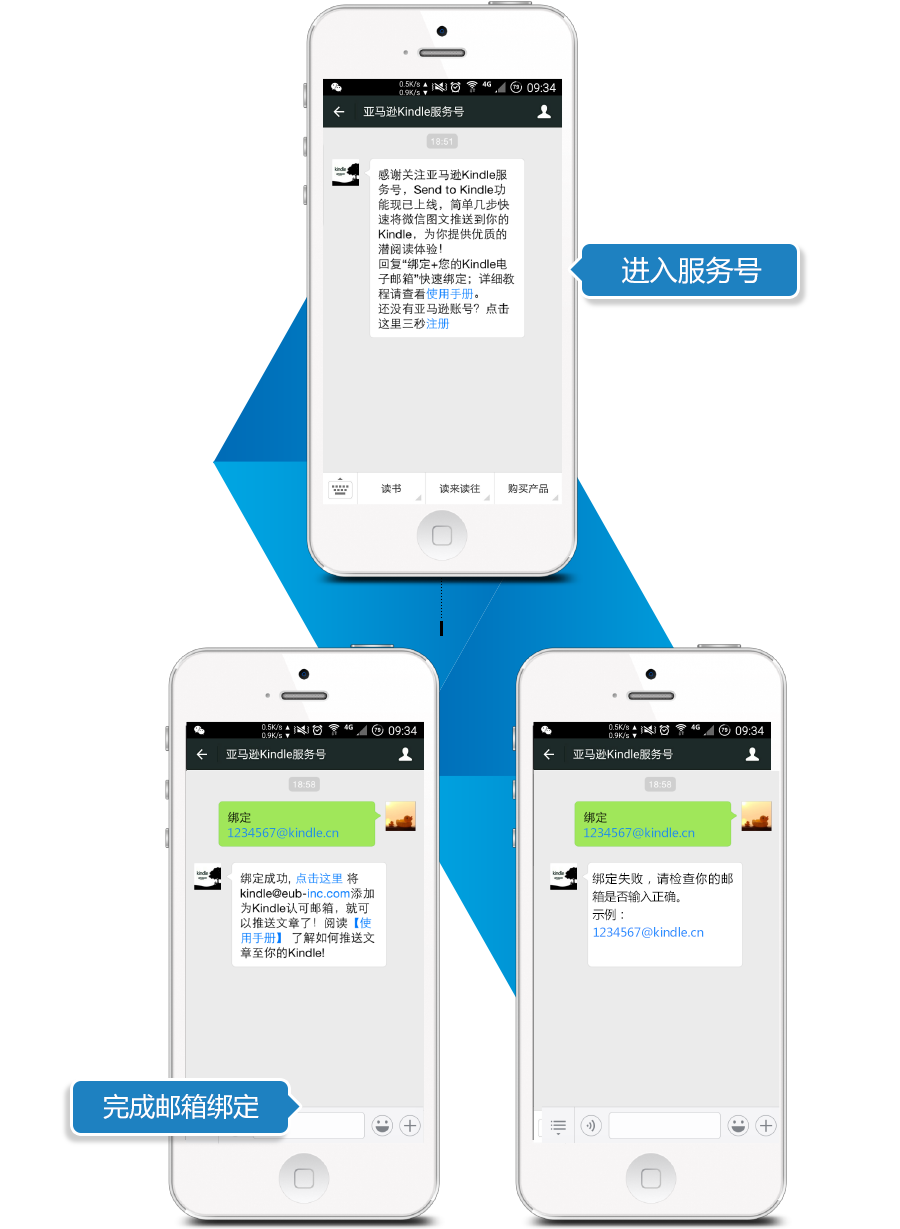 0.5K/s
0.9K/s
4G
79
09:34
亚马逊Kindle服务号
18:51
kindle
amazon
感谢关注亚马逊Kindle服
务号，Send to Kindle功
能现已上线，简单几步快
速将微信图文推送到你的
Kindle，为你提供优质的
潜阅读体验！
回复“绑定+您的Kindle电
子邮箱”快速绑定；详细教
程请查看使用手册。
还没有亚马逊账号？点击
这里三秒注册
进入服务号
读书
读来读往
购买产品
0.5K/s
0.9K/s
4G
79
09:34
亚马逊Kindle服务号
18:58
绑定
1234567@kindle.cn
kindle
amazon
绑定成功, 点击这里 将
kindle@eub-inc.com添加
为Kindle认可邮箱，就可
以推送文章了！阅读【使
用手册】 了解如何推送文
章至你的Kindle!
完成邮箱绑定
0.5K/s
0.9K/s
4G
79
09:34
亚马逊Kindle服务号
18:58
绑定
1234567@kindle.cn
kindle
amazon
绑定失败，请检查你的邮
箱是否输入正确。
示例：
1234567@kindle.cn